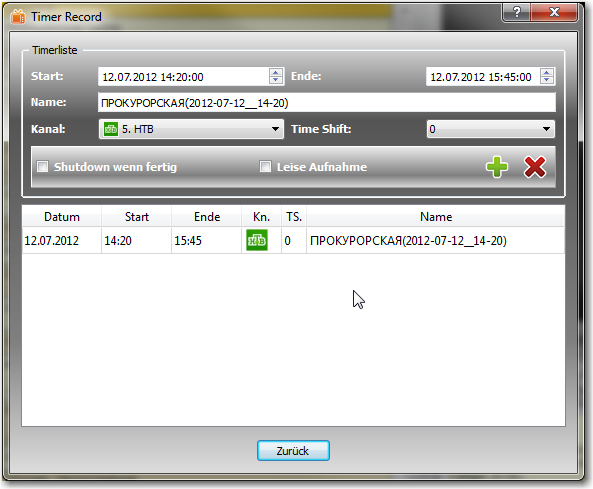 Timer Record
Timerliste
Start: 12.07.2012 14:20:00 Ende: 12.07.2012 15:45:00
Name: ПРОКУРОРСКАЯ(2012-07-12__14-20)
Kanal: НТВ 5. НТВ Time Shift: 0
Shutdown wenn fertig Leise Aufnahme
Datum Start Ende Kn. TS. Name
12.07.2012 14:20 15:45 НТВ 0 ПРОКУРОРСКАЯ(2012-07-12__14-20)
Zurück